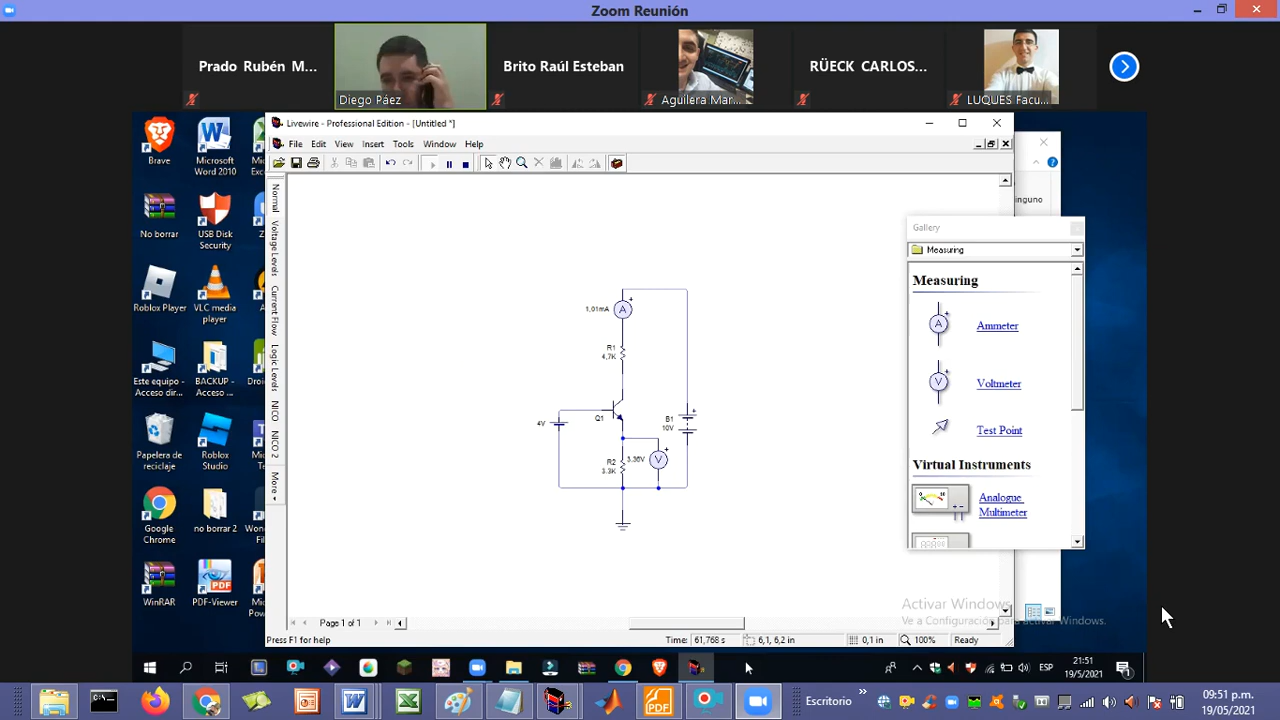 Zoom Reunión
Prado Rubén M...
Diego Páez
Brito Raúl Esteban
Aguilera Mar...
RÜECK CARLOS...
LUQUES Facu...
Livewire - Professional Edition - [Untitled *]
File Edit View Insert Tools Window Help
Brave
Microsoft Word 2010
No borrar
USB Disk Security
Roblox Player
VLC media player
Este equipo - Acceso dir...
BACKUP - Acceso ...
Papelera de reciclaje
Roblox Studio
Google Chrome
no borrar 2
WinRAR
PDF-Viewer
Normal
Voltage Levels
Current Flow
Logic Levels
NICO
NICO 2
More
1,01mA
A
+
R1
4,7K
4V
Q1
B1
10V
+
R2
3.3K
3.36V
V
+
inguno
Gallery
Measuring
Measuring
A
Ammeter
V
Voltmeter
Test Point
Virtual Instruments
Analogue Multimeter
Activar Windows
Ve a Configuración para activar Windows.
Page 1 of 1
Press F1 for help
Time: 61,768 s
6,1, 6,2 in
0,1 in
100%
Ready
ESP
21:51
19/5/2021
Escritorio
09:51 p.m.
19/05/2021